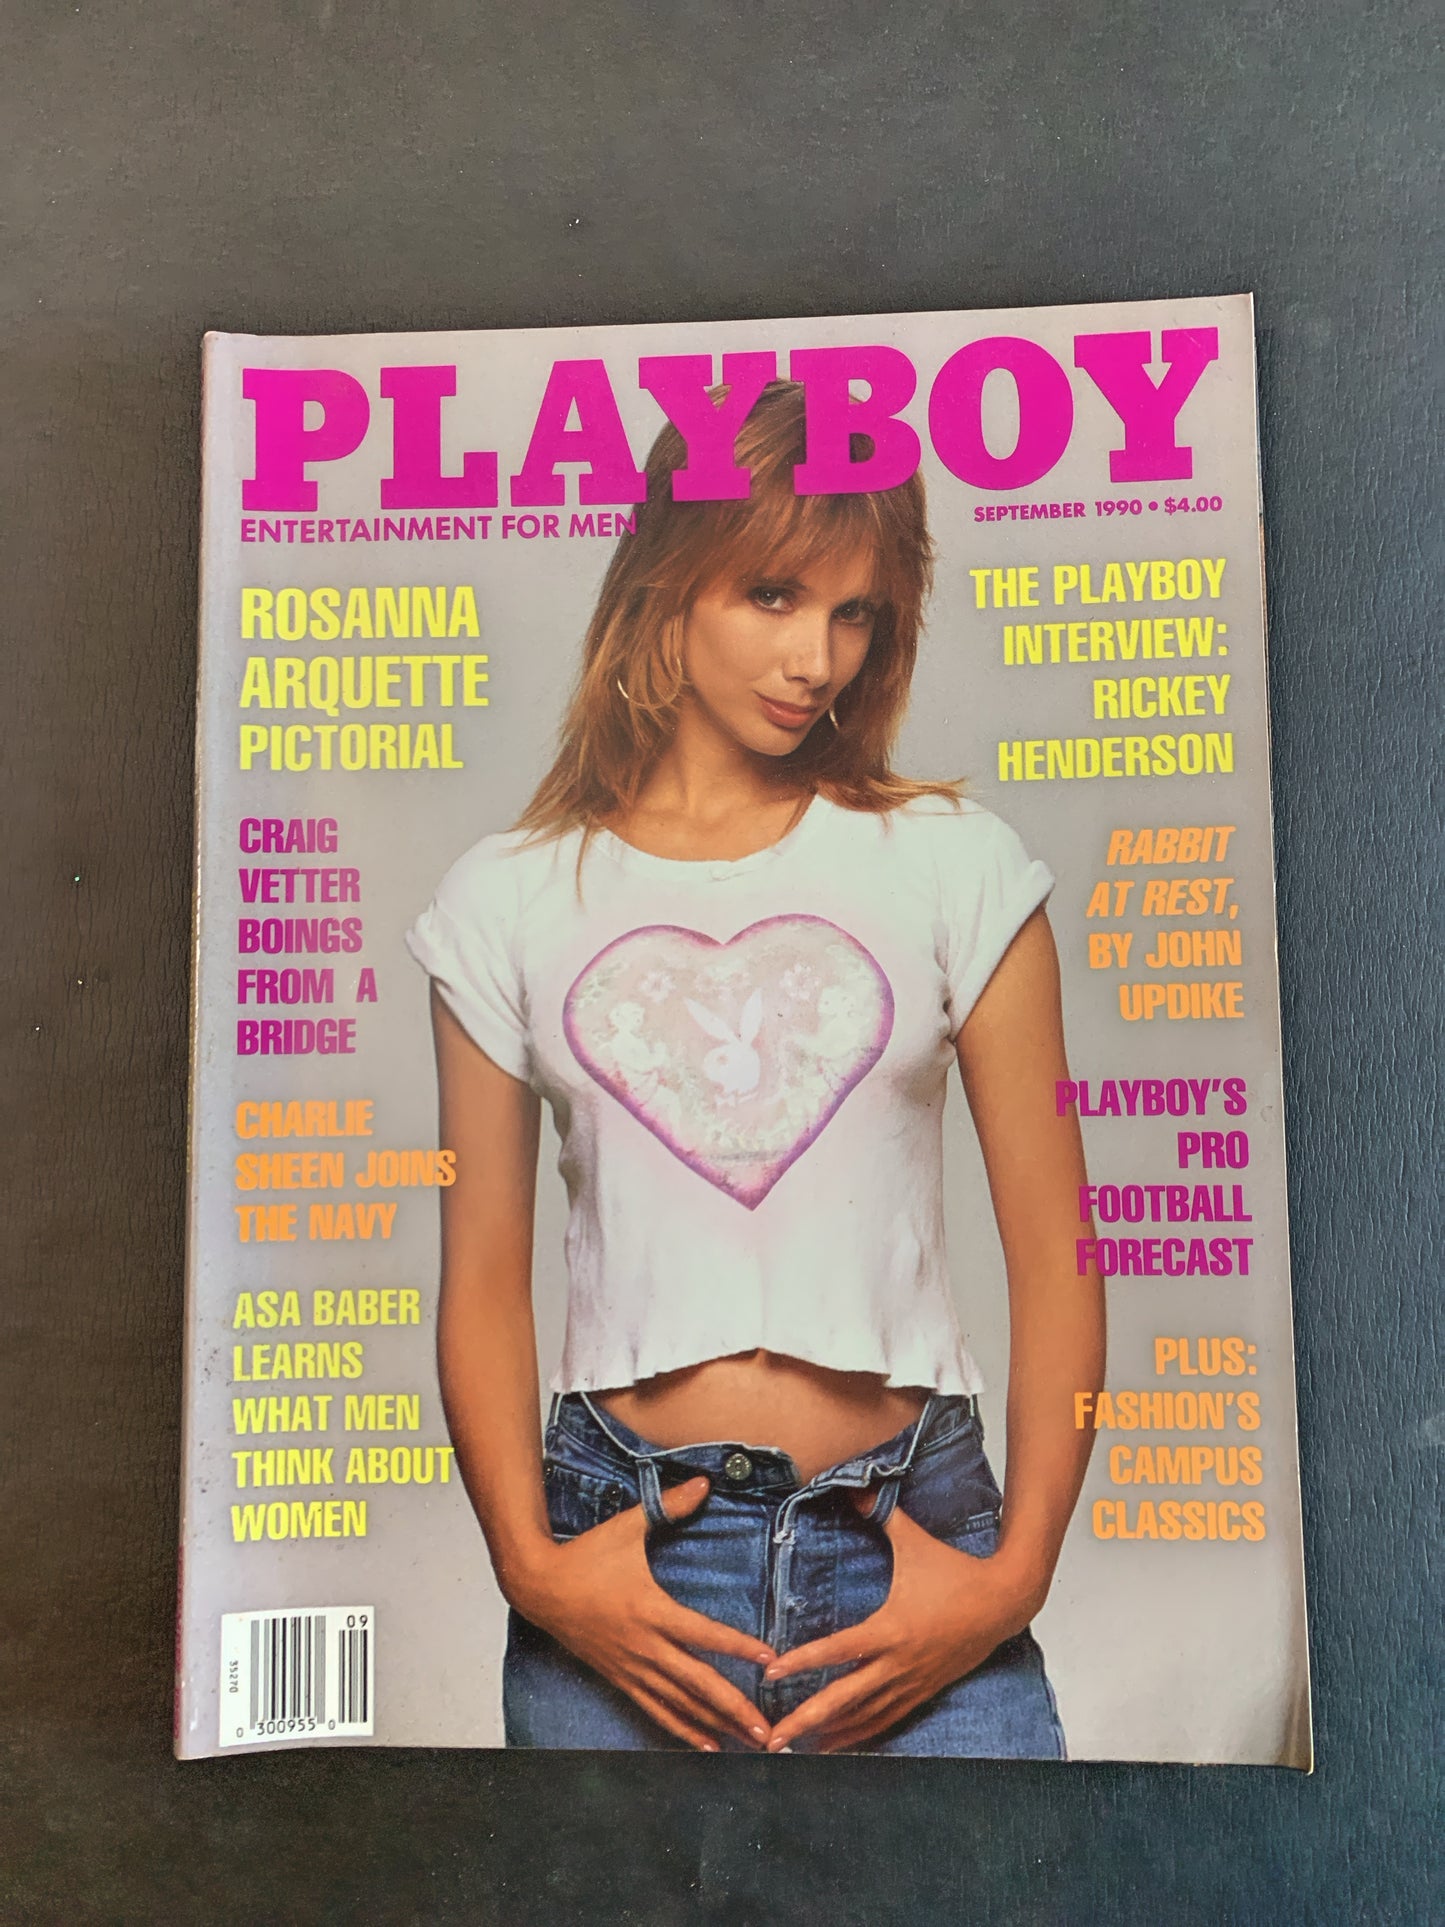 PLAYBOY
ENTERTAINMENT FOR MEN
SEPTEMBER 1990 • $4.00
ROSANNA
ARQUETTE
PICTORIAL
CRAIG
VETTER
BOINGS
FROM A
BRIDGE
CHARLIE
SHEEN JOINS
THE NAVY
ASA BABER
LEARNS
WHAT MEN
THINK ABOUT
WOMEN
THE PLAYBOY
INTERVIEW:
RICKEY
HENDERSON
RABBIT
AT REST,
BY JOHN
UPDIKE
PLAYBOY'S
PRO
FOOTBALL
FORECAST
PLUS:
FASHION'S
CAMPUS
CLASSICS
09
35270
0 300955 0